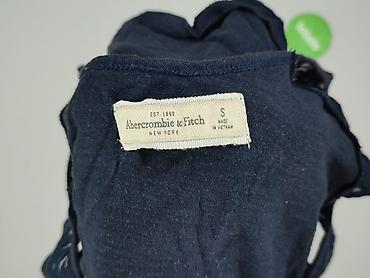 EST. 1892
Abercrombie & Fitch
NEW YORK
S
MADE
IN VIETNAM